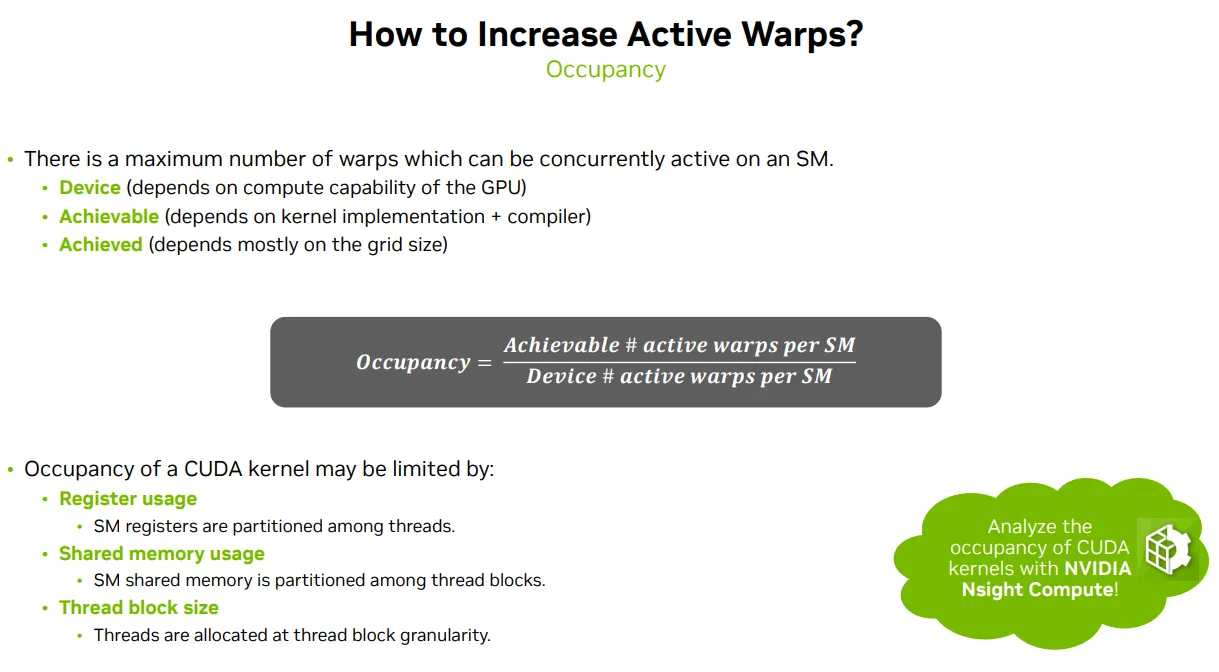 How to Increase Active Warps?
Occupancy
• There is a maximum number of warps which can be concurrently active on an SM.
• Device (depends on compute capability of the GPU)
• Achievable (depends on kernel implementation + compiler)
• Achieved (depends mostly on the grid size)
Occupancy = Achievable # active warps per SM
Device # active warps per SM
• Occupancy of a CUDA kernel may be limited by:
• Register usage
• SM registers are partitioned among threads.
• Shared memory usage
• SM shared memory is partitioned among thread blocks.
• Thread block size
• Threads are allocated at thread block granularity.
Analyze the
occupancy of CUDA
kernels with NVIDIA
Nsight Compute!